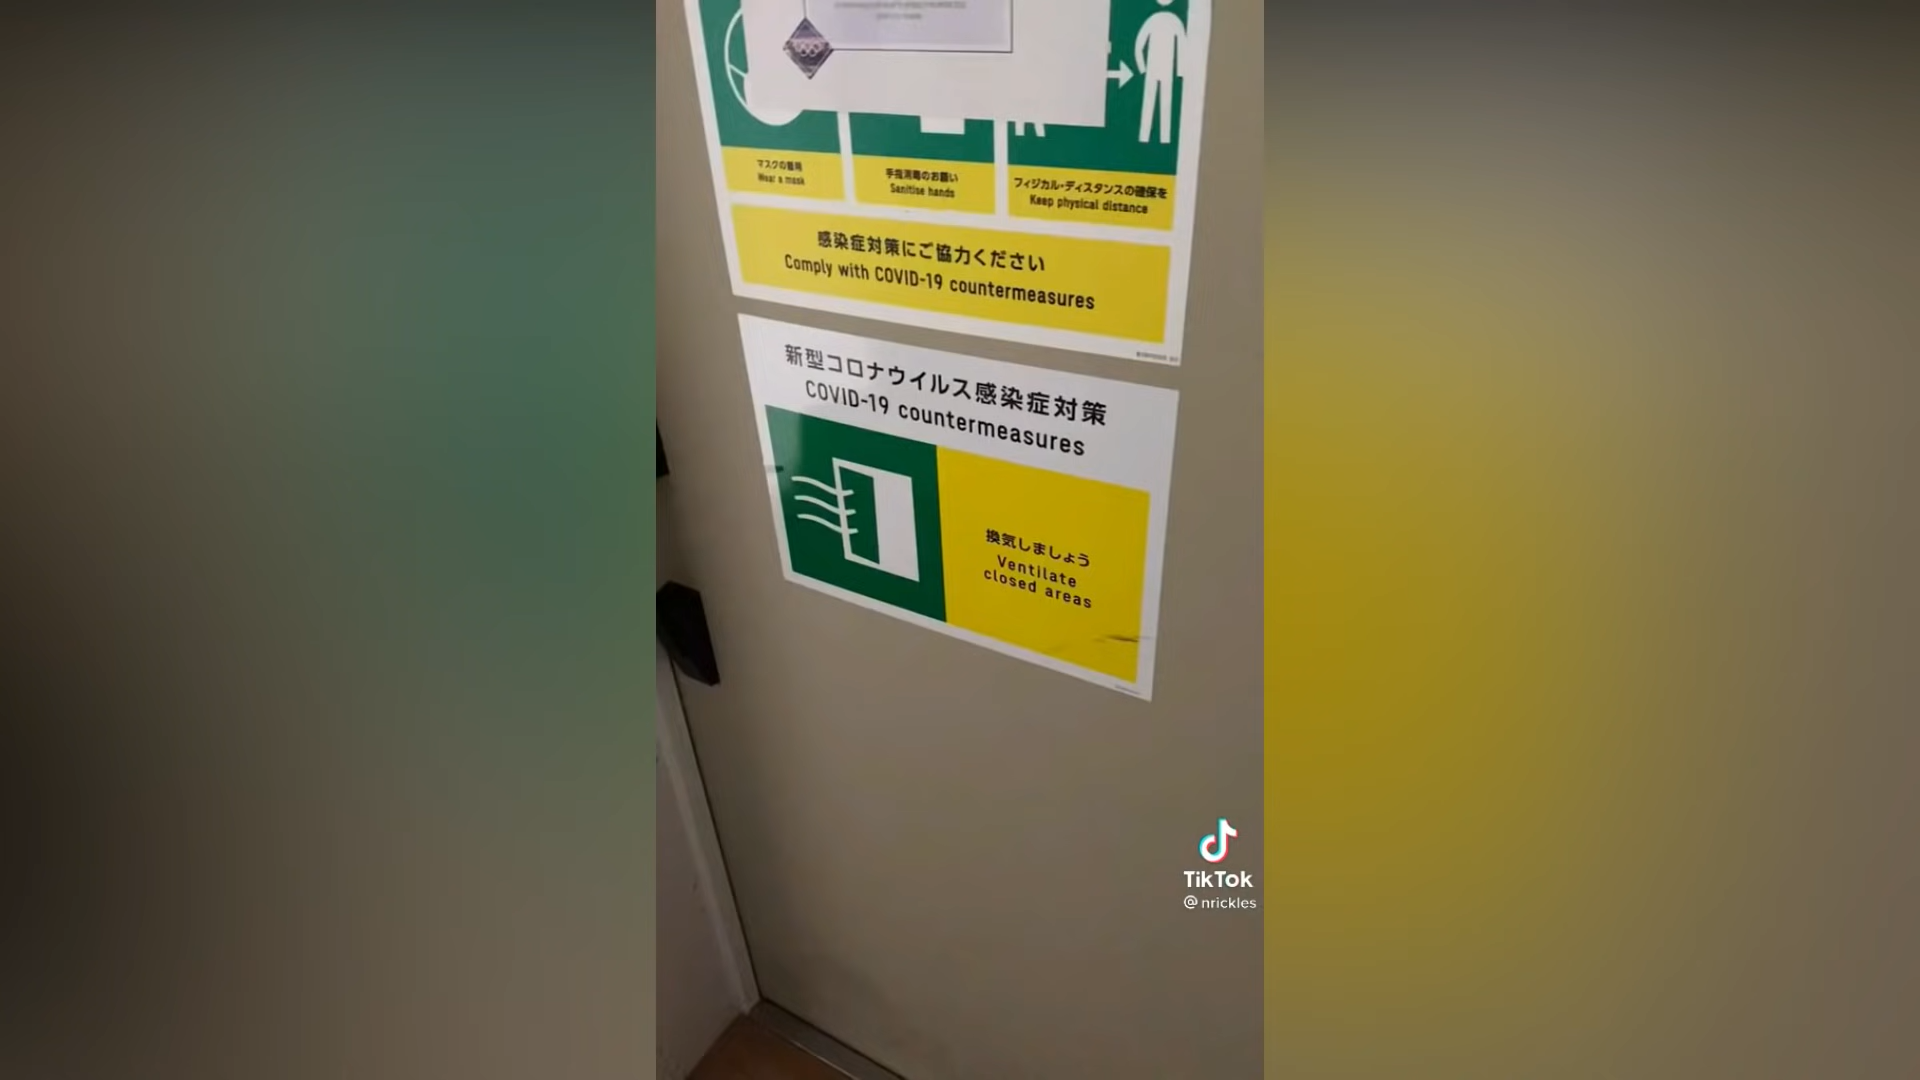 マスクの着用
Wear a mask
手指消毒のお願い
Sanitise hands
フィジカル・ディスタンスの確保を
Keep physical distance
感染症対策にご協力ください
Comply with COVID-19 countermeasures
新型コロナウイルス感染症対策
COVID-19 countermeasures
換気しましょう
Ventilate
closed areas
TikTok
@nrickles